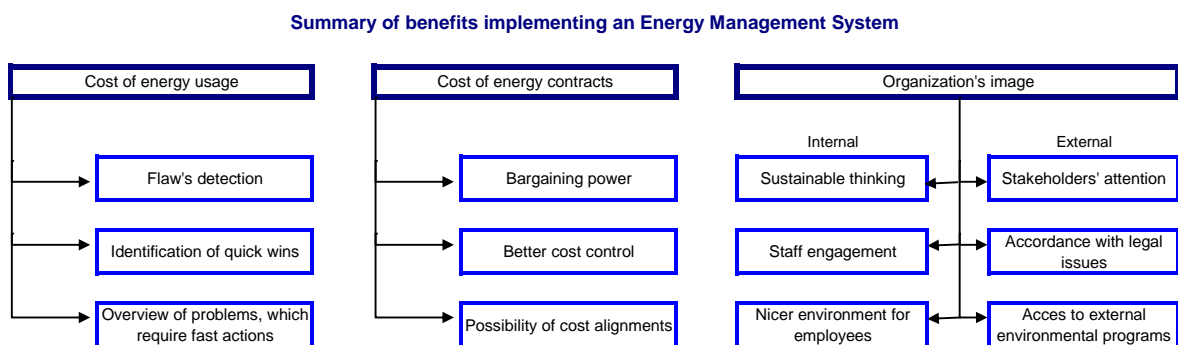 Summary of benefits implementing an Energy Management System
Cost of energy usage
Flaw's detection
Identification of quick wins
Overview of problems, which
require fast actions
Cost of energy contracts
Bargaining power
Better cost control
Possibility of cost alignments
Organization's image
Internal
External
Sustainable thinking
Stakeholders' attention
Staff engagement
Accordance with legal
issues
Nicer environment for
employees
Acces to external
environmental programs